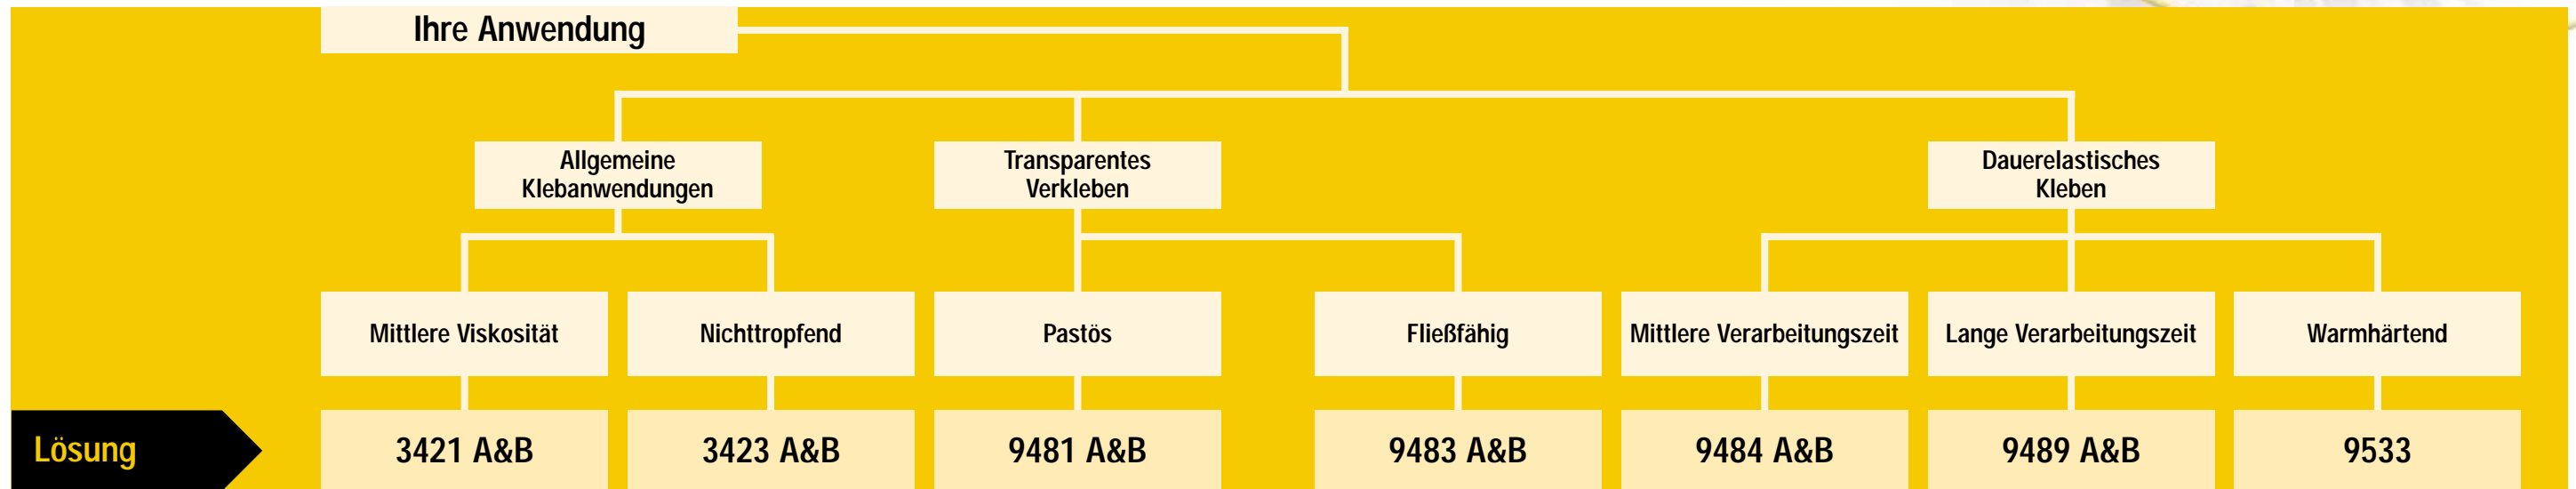 Ihre Anwendung
Allgemeine
Klebanwendungen
Transparentes
Verkleben
Dauerelastisches
Kleben
Mittlere Viskosität
Nichttropfend
Pastös
Fließfähig
Mittlere Verarbeitungszeit
Lange Verarbeitungszeit
Warmhärtend
Lösung
3421 A&B
3423 A&B
9481 A&B
9483 A&B
9484 A&B
9489 A&B
9533